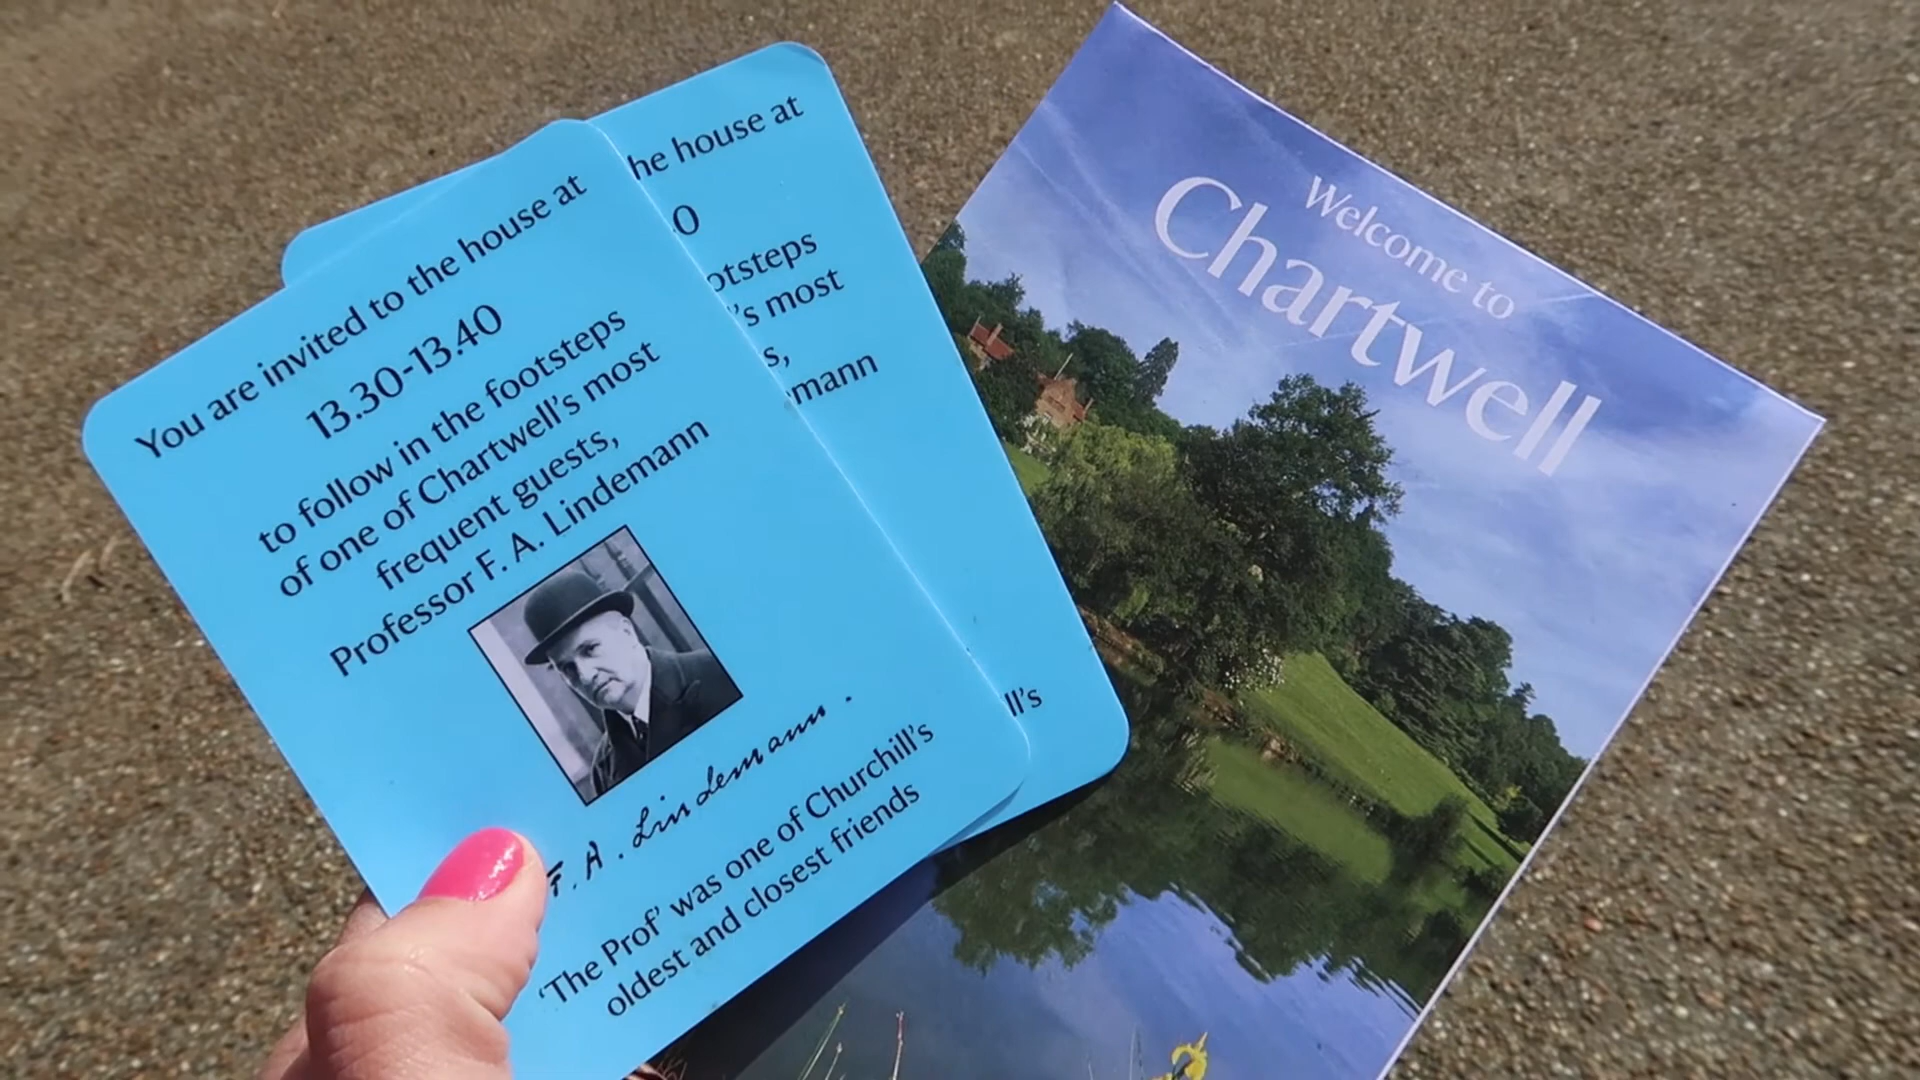 You are invited to the house at
13.30-13.40
to follow in the footsteps
of one of Chartwell's most
frequent guests,
Professor F. A. Lindemann
F. A. Lindemann.
'The Prof' was one of Churchill's
oldest and closest friends
he house at
.0
otsteps
's most
s,
mann
ll's
Welcome to
Chartwell